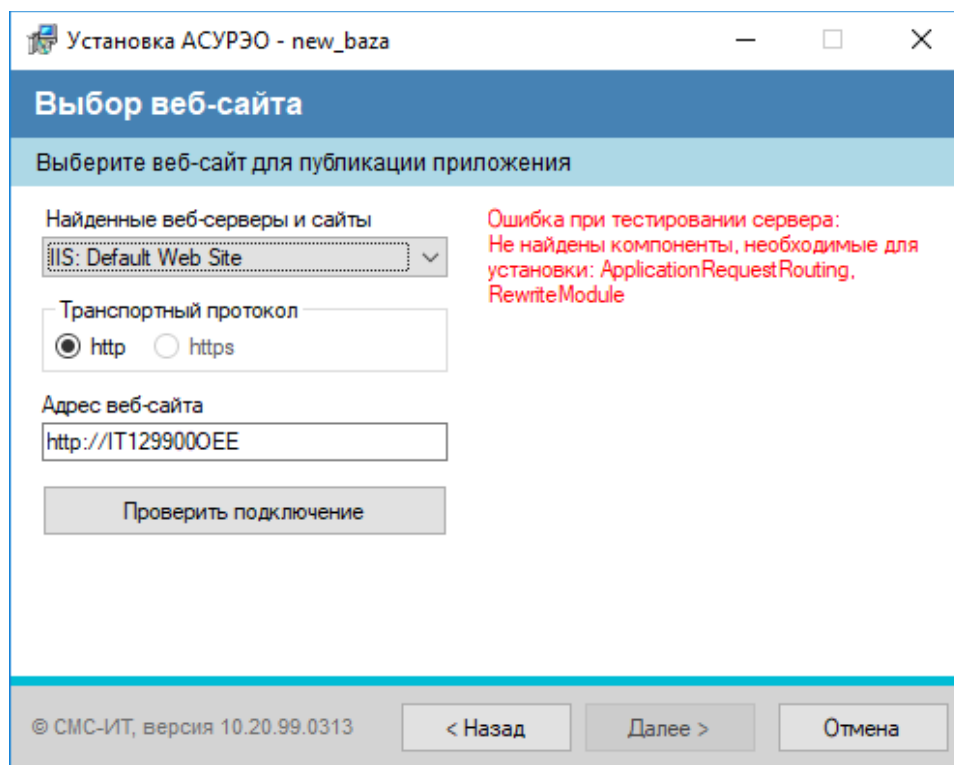 Установка АСУРЭО - new_baza
Выбор веб-сайта
Выберите веб-сайт для публикации приложения
Найденные веб-серверы и сайты
IIS: Default Web Site
Транспортный протокол
http
https
Адрес веб-сайта
http://IT129900OEE
Проверить подключение
Ошибка при тестировании сервера:
Не найдены компоненты, необходимые для
установки: ApplicationRequestRouting,
RewriteModule
© СМС-ИТ, версия 10.20.99.0313
< Назад
Далее >
Отмена